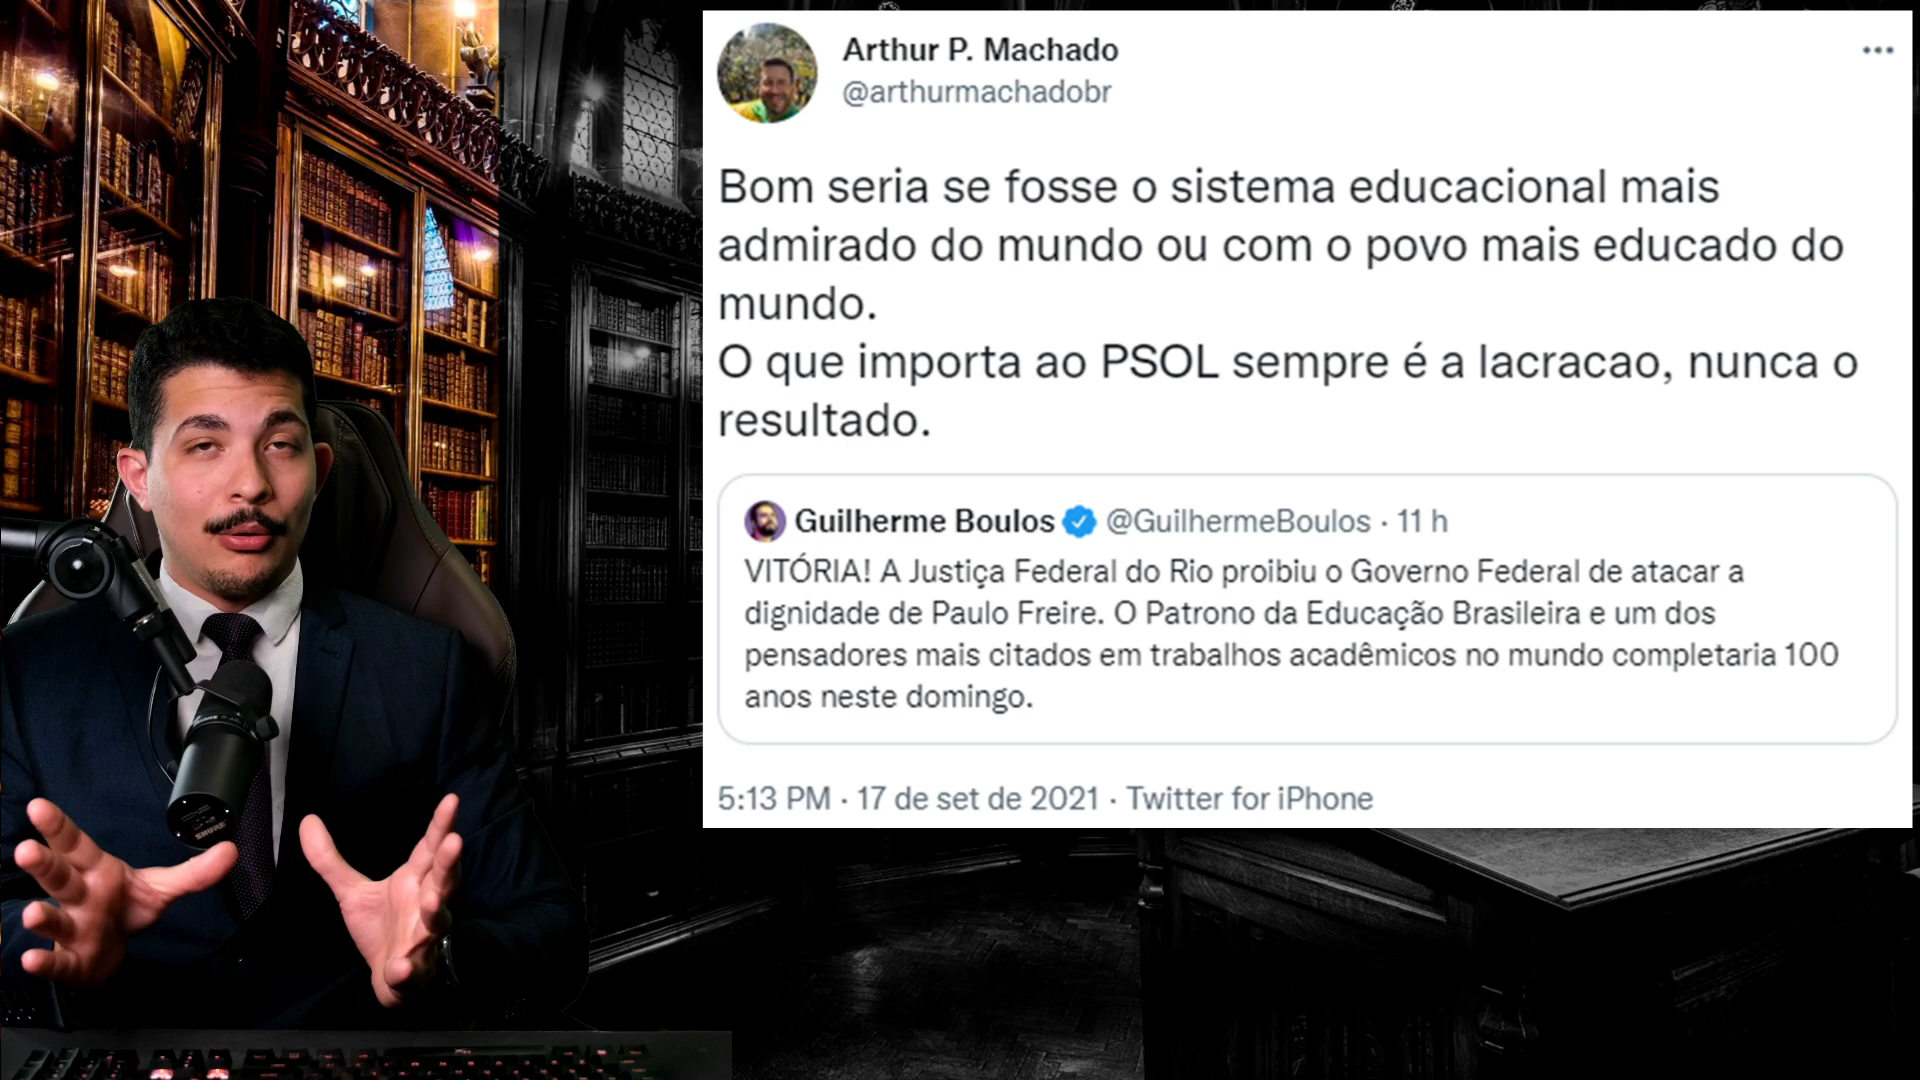 Arthur P. Machado
@arthurmachadobr
Bom seria se fosse o sistema educacional mais
admirado do mundo ou com o povo mais educado do
mundo.
O que importa ao PSOL sempre é a lacracao, nunca o
resultado.
Guilherme Boulos @GuilhermeBoulos · 11 h
VITÓRIA! A Justiça Federal do Rio proibiu o Governo Federal de atacar a
dignidade de Paulo Freire. O Patrono da Educação Brasileira e um dos
pensadores mais citados em trabalhos acadêmicos no mundo completaria 100
anos neste domingo.
5:13 PM · 17 de set de 2021 · Twitter for iPhone
SHURE